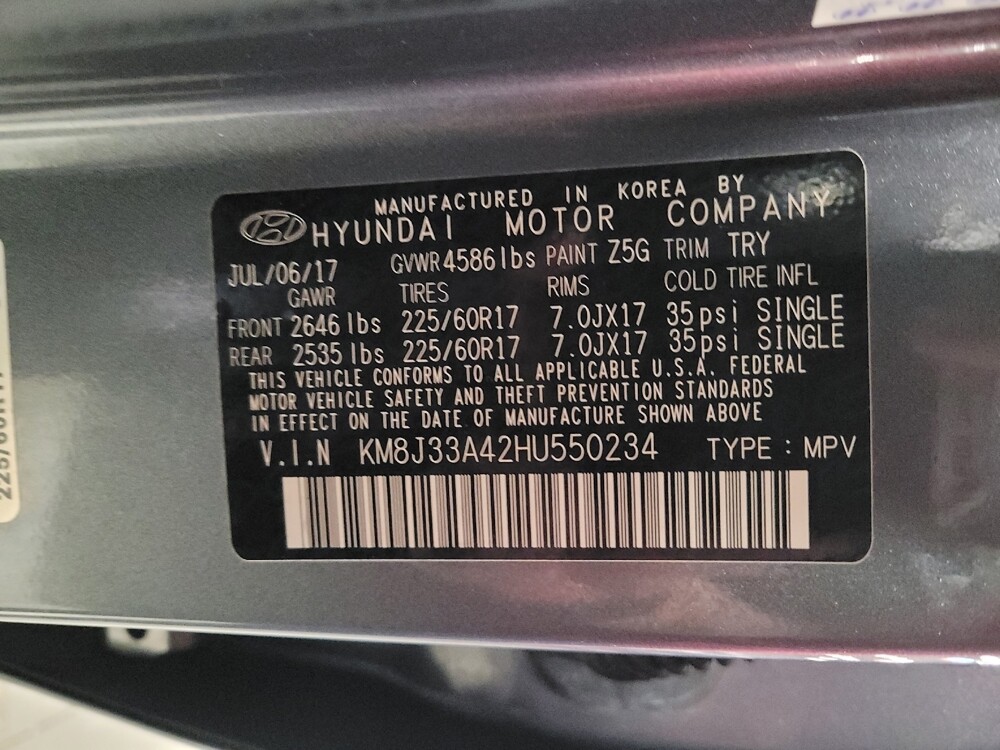 MANUFACTURED IN KOREA BY
HYUNDAI MOTOR COMPANY
JUL/06/17 GVWR 4586lbs PAINT Z5G TRIM TRY
GAWR TIRES RIMS COLD TIRE INFL
FRONT 2646 lbs 225/60R17 7.0JX17 35psi SINGLE
REAR 2535 lbs 225/60R17 7.0JX17 35psi SINGLE
THIS VEHICLE CONFORMS TO ALL APPLICABLE U.S.A. FEDERAL
MOTOR VEHICLE SAFETY AND THEFT PREVENTION STANDARDS
IN EFFECT ON THE DATE OF MANUFACTURE SHOWN ABOVE
V.I.N KM8J33A42HU550234 TYPE : MPV